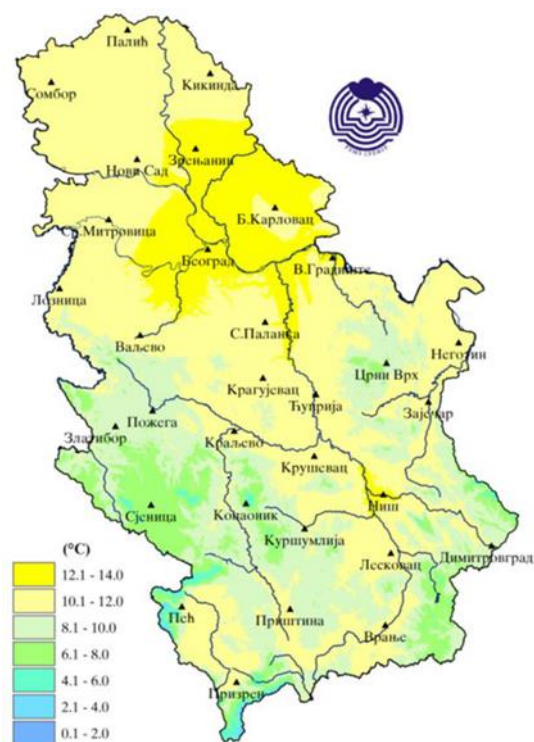 Палић
Кикинда
Сомбор
Зрењанин
Нови Сад
Б.Карловац
Ср.Митровица
Београд
В.Градиште
Лозница
С.Паланка
Ваљево
Неготин
Црни Врх
Крагујевац
Ћуприја
Зајечар
Пожега
Златибор
Краљево
Крушевац
Ниш
Сјеница
Копаоник
Куршумлија
Димитровград
Лесковац
(°C)
12.1 - 14.0
10.1 - 12.0
8.1 - 10.0
6.1 - 8.0
4.1 - 6.0
2.1 - 4.0
0.1 - 2.0
Пећ
Приштина
Врање
Призрен